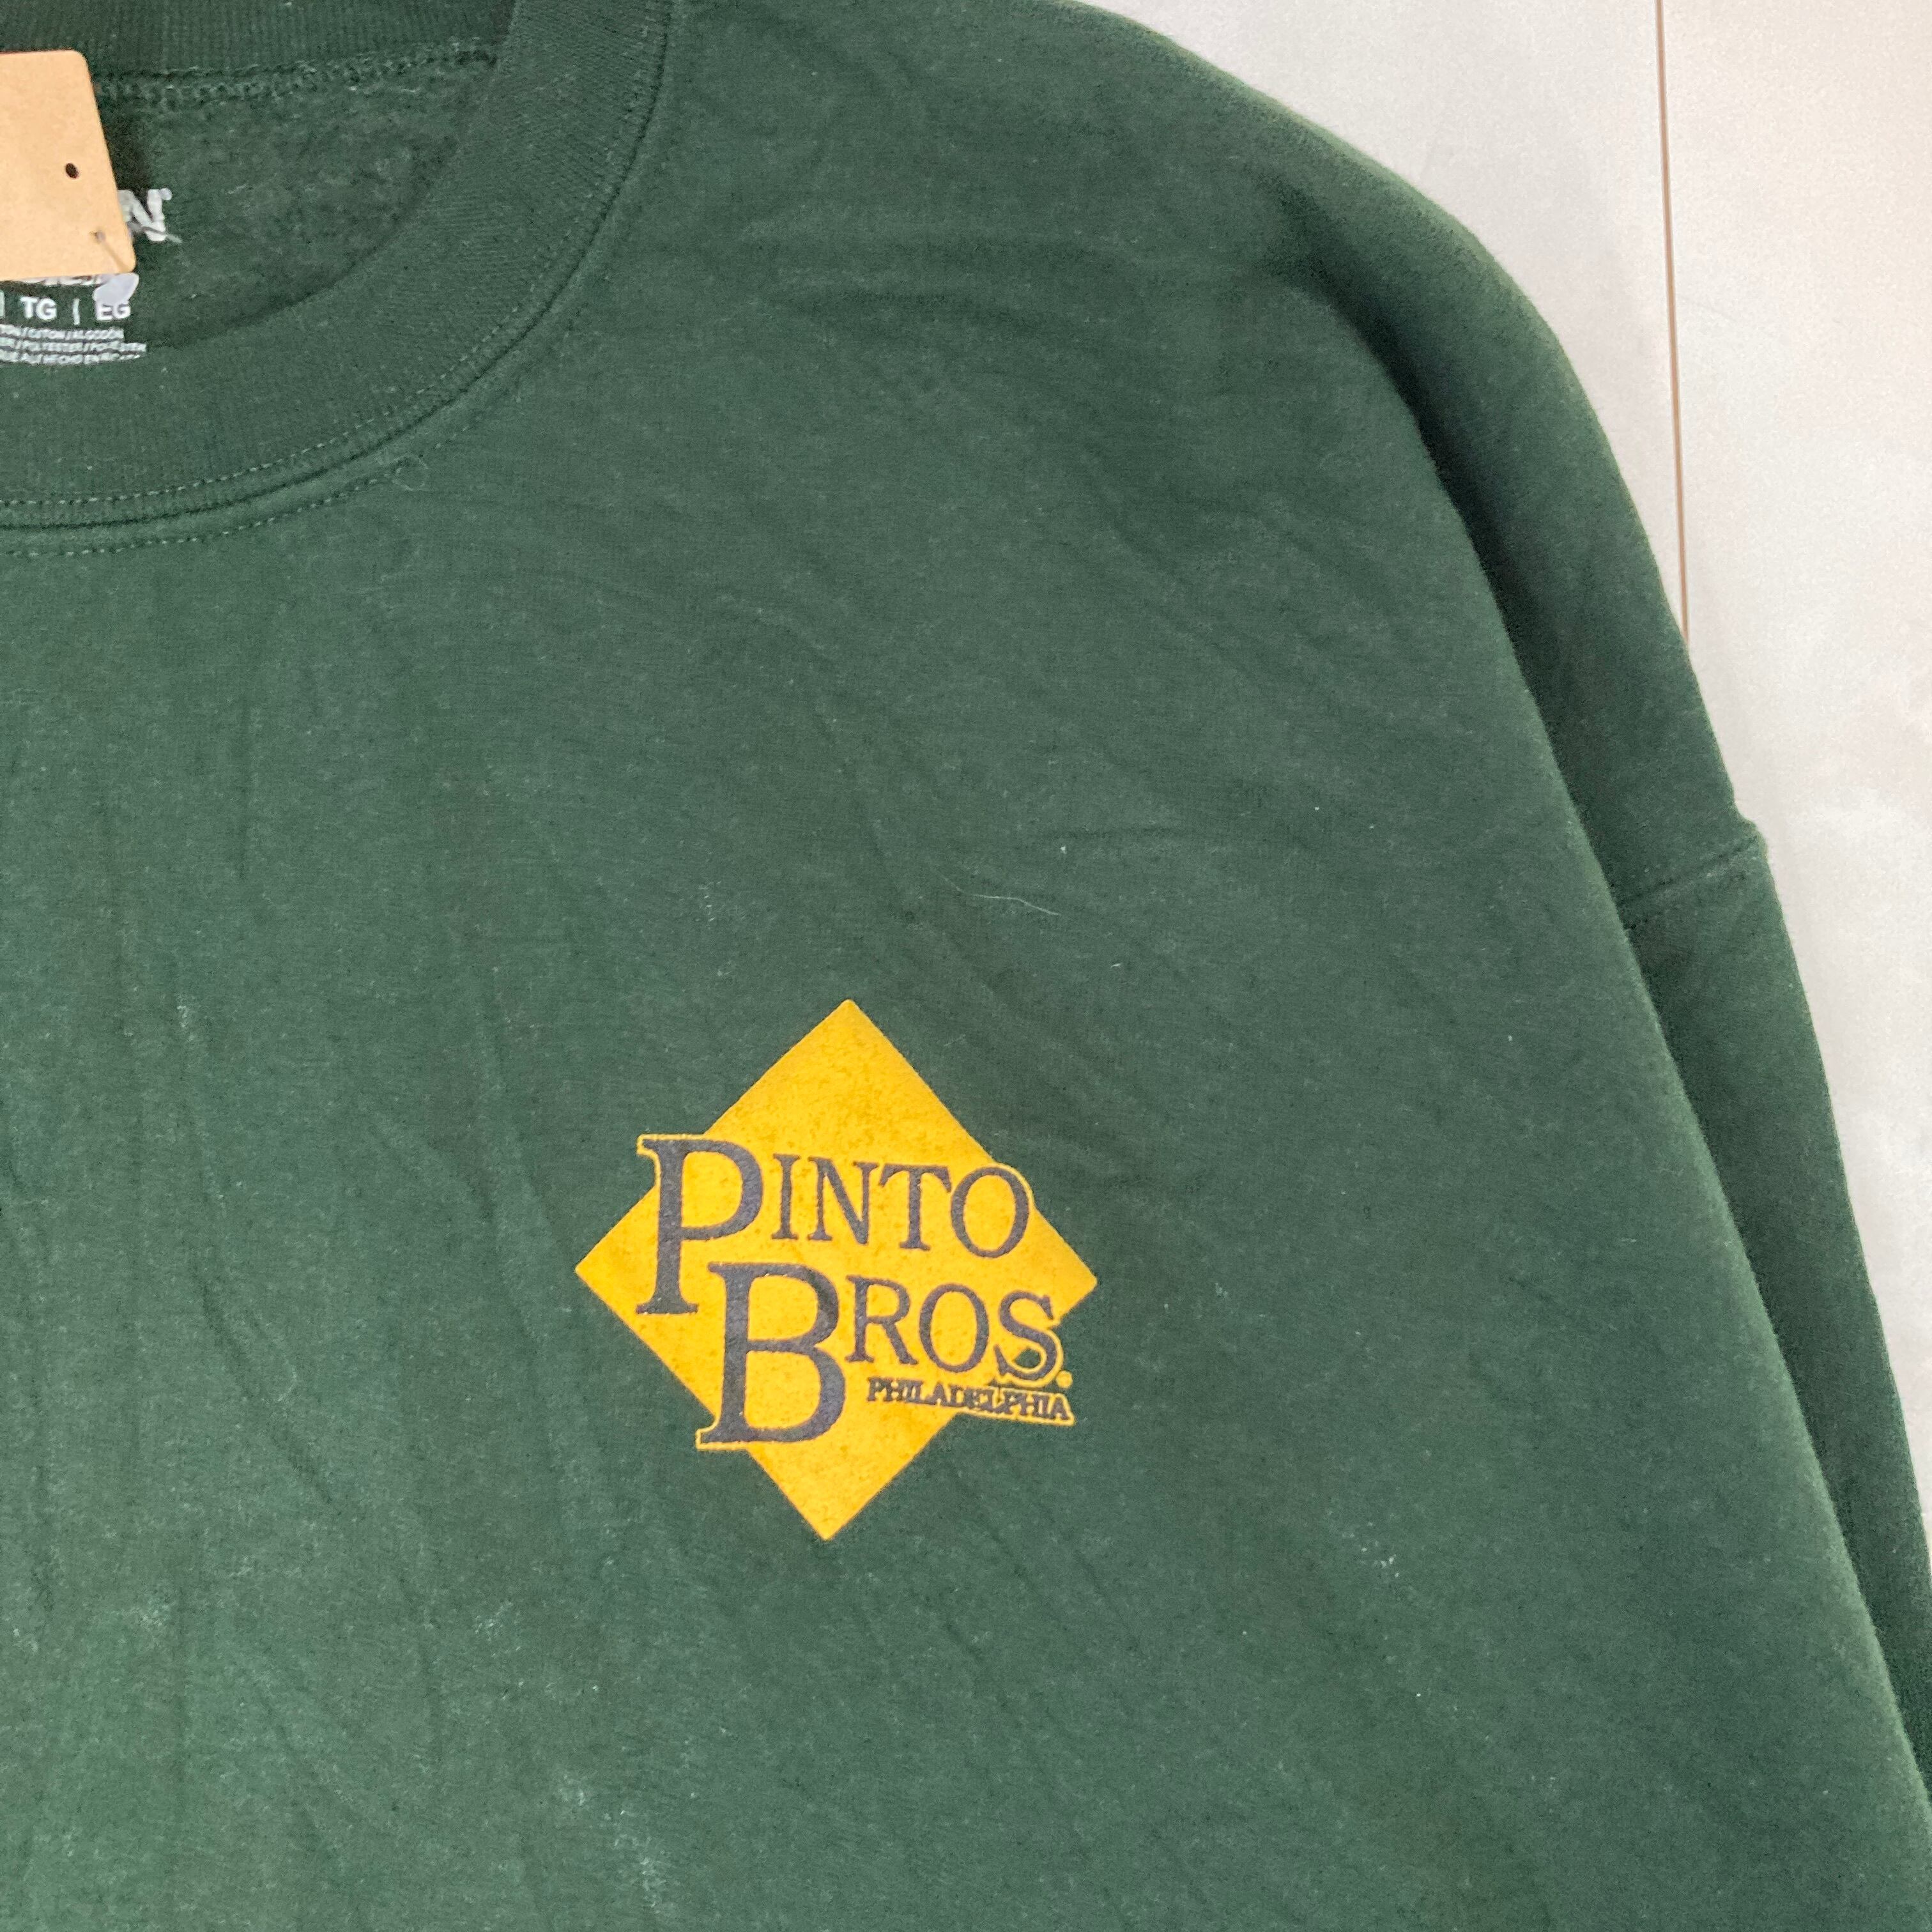 N®
TG | EG
PINTO
BROS.
PHILADELPHIA